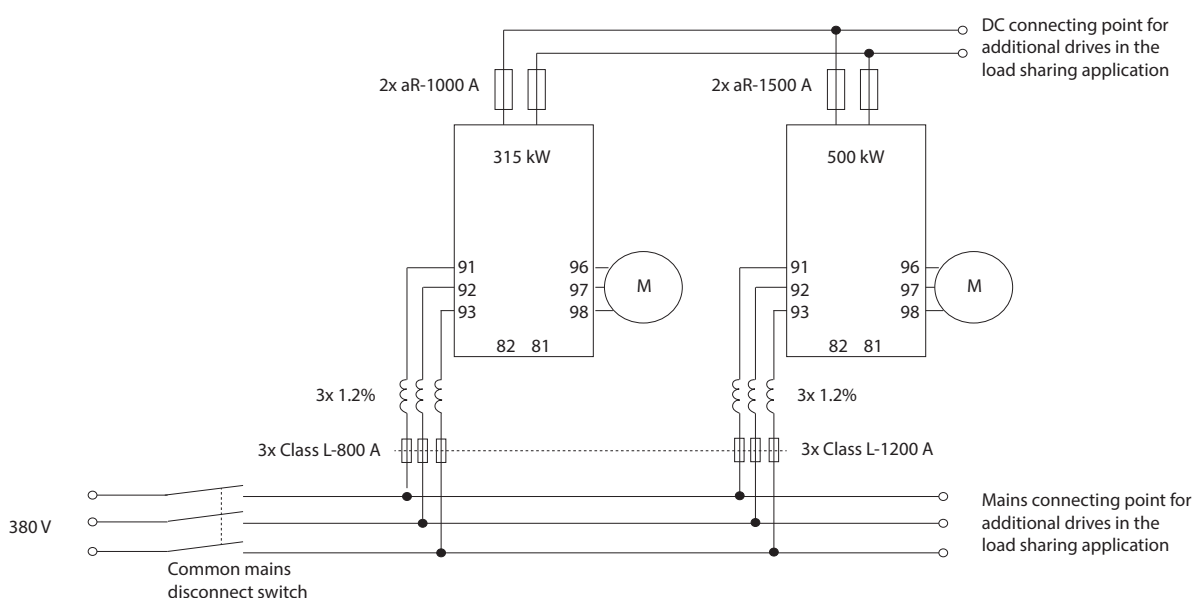 DC connecting point for
additional drives in the
load sharing application
2x aR-1000 A
2x aR-1500 A
315 kW
500 kW
91
92
93
96
97
98
M
82 81
91
92
93
96
97
98
M
82 81
3x 1.2%
3x 1.2%
3x Class L-800 A
3x Class L-1200 A
380 V
Mains connecting point for
additional drives in the
load sharing application
Common mains
disconnect switch